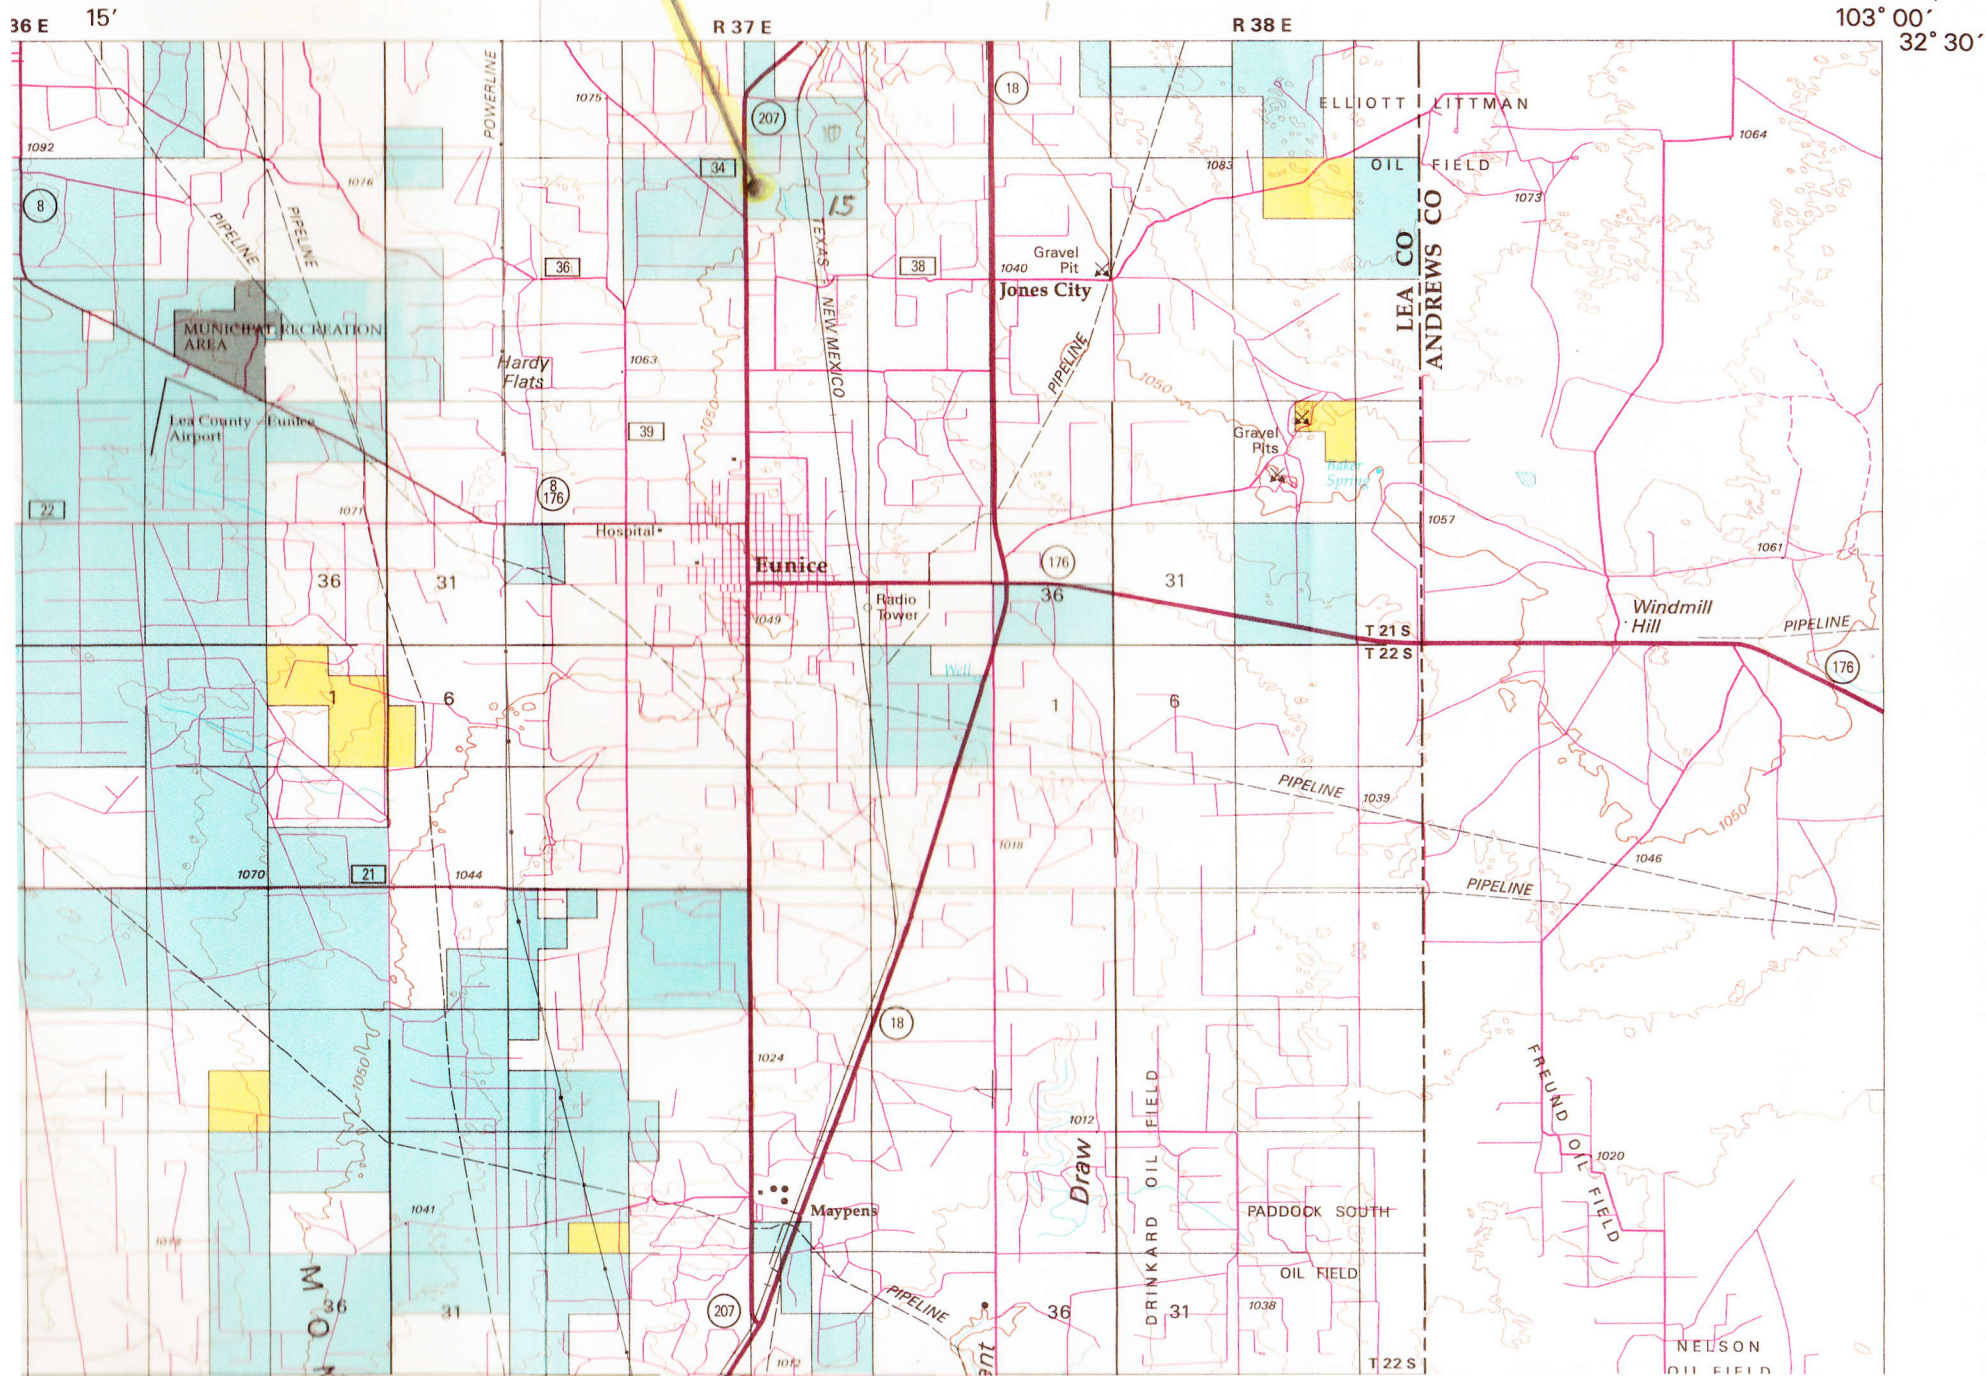 36 E
15′
R 37 E
R 38 E
103° 00′
32° 30′
POWERLINE
1075
207
18
ELLIOTT LITTMAN
OIL FIELD
1064
1092
1076
34
1083
1073
8
PIPELINE
PIPELINE
15
TEXAS - NEW MEXICO
LEA CO
ANDREWS CO
36
38
1040
Gravel
Pit
Jones City
MUNICIPAL RECREATION
AREA
Hardy
Flats
1063
PIPELINE
1050
1050
Lea County - Eunice
Airport
39
Gravel
Pits
Baker
Spring
22
8
176
1071
Hospital
1057
1061
Eunice
176
36
31
36
31
Radio
Tower
1049
Windmill
Hill
PIPELINE
T 21 S
T 22 S
176
Well
1
6
1
6
PIPELINE
1039
1050
1018
1046
1070
21
1044
PIPELINE
18
1050
1024
FREUND OIL FIELD
1012
Draw
DRINKARD OIL FIELD
1020
1041
Maypens
PADDOCK SOUTH
OIL FIELD
M O
36
31
207
PIPELINE
36
31
1038
NELSON
OIL FIELD
1012
T 22 S